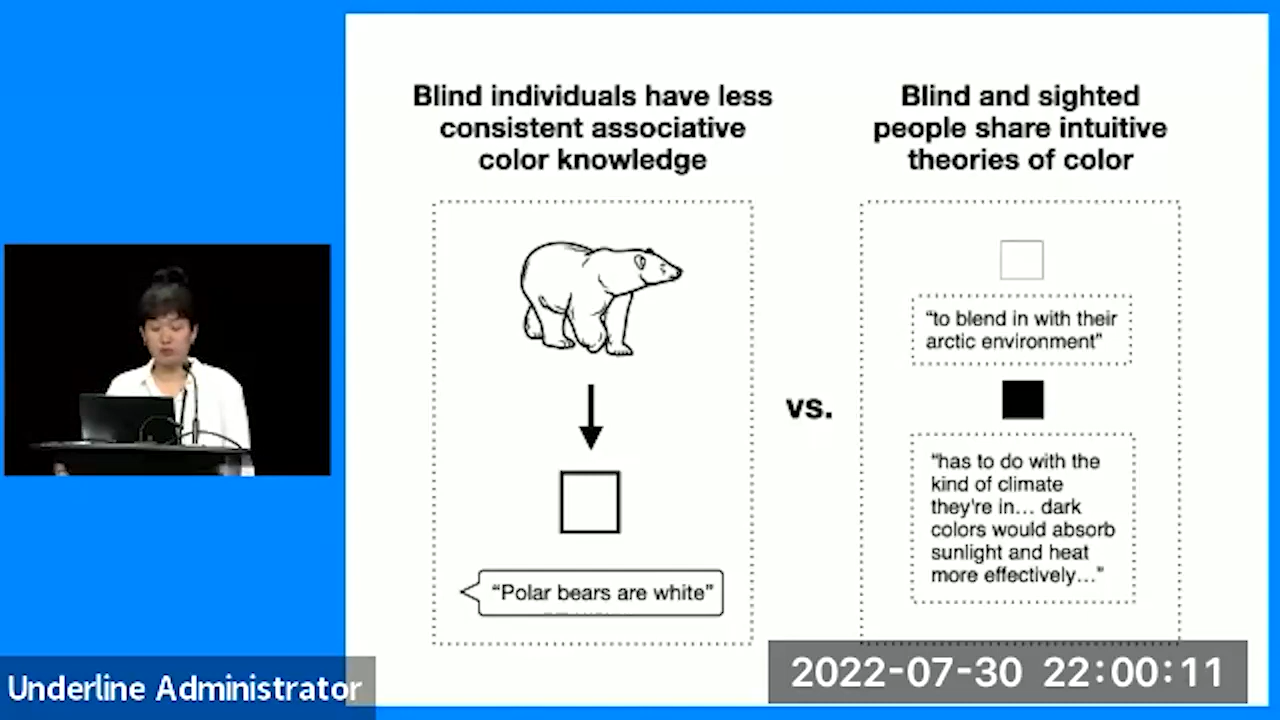 Blind individuals have less
consistent associative
color knowledge
“Polar bears are white”
vs.
Blind and sighted
people share intuitive
theories of color
“to blend in with their
arctic environment”
“has to do with the
kind of climate
they're in... dark
colors would absorb
sunlight and heat
more effectively...”
Underline Administrator
2022-07-30 22:00:11